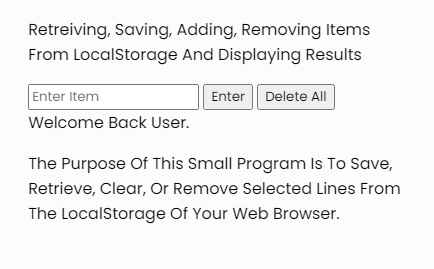 Retreiving, Saving, Adding, Removing Items
From LocalStorage And Displaying Results
Enter Item Enter Delete All
Welcome Back User.
The Purpose Of This Small Program Is To Save,
Retrieve, Clear, Or Remove Selected Lines From
The LocalStorage Of Your Web Browser.